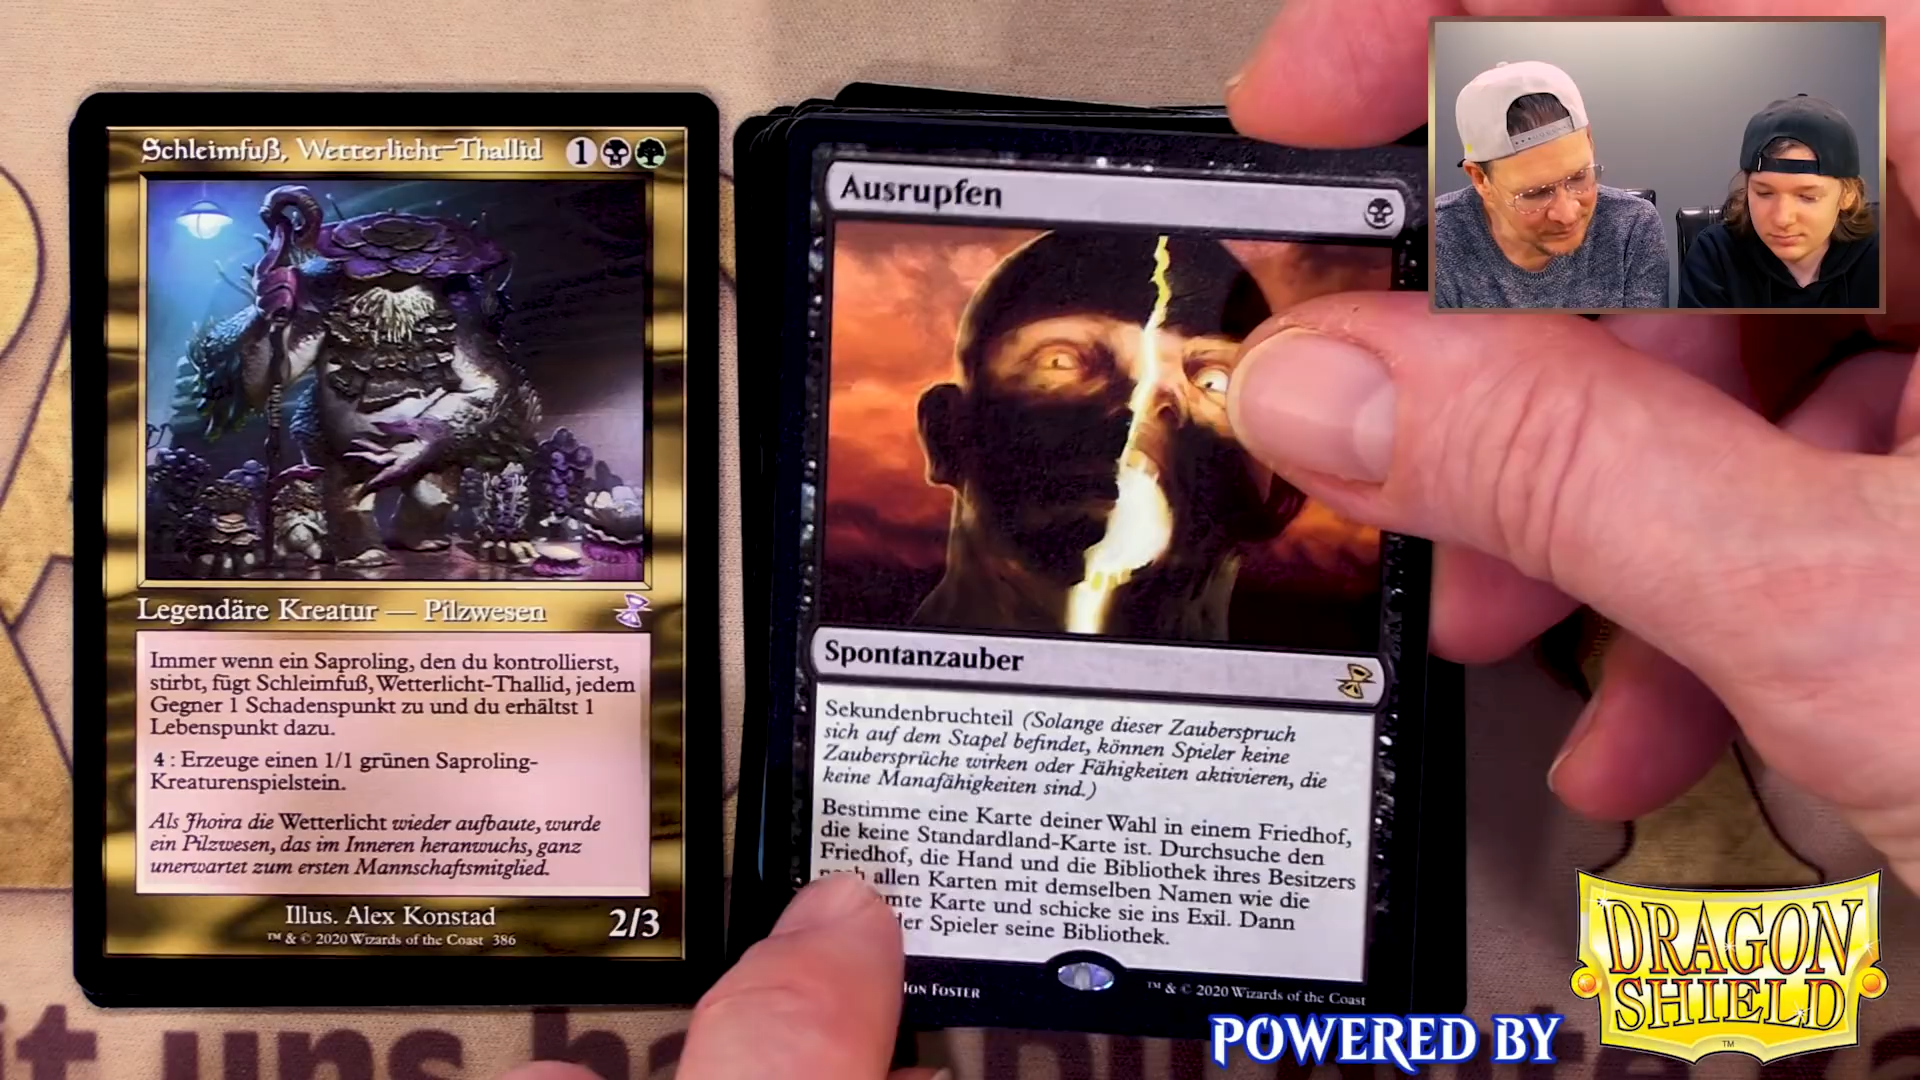 Schleimfuß, Wetterlicht-Thallid 1
Legendäre Kreatur — Pilzwesen
Immer wenn ein Saproling, den du kontrollierst,
stirbt, fügt Schleimfuß, Wetterlicht-Thallid, jedem
Gegner 1 Schadenspunkt zu und du erhältst 1
Lebenspunkt dazu.
4 : Erzeuge einen 1/1 grünen Saproling-
Kreaturenspielstein.
Als Jhoira die Wetterlicht wieder aufbaute, wurde
ein Pilzwesen, das im Inneren heranwuchs, ganz
unerwartet zum ersten Mannschaftsmitglied.
Illus. Alex Konstad
2/3
™ & © 2020 Wizards of the Coast 386
Ausrupfen
Spontanzauber
Sekundenbruchteil (Solange dieser Zauberspruch
sich auf dem Stapel befindet, können Spieler keine
Zaubersprüche wirken oder Fähigkeiten aktivieren, die
keine Manafähigkeiten sind.)
Bestimme eine Karte deiner Wahl in einem Friedhof,
die keine Standardland-Karte ist. Durchsuche den
Friedhof, die Hand und die Bibliothek ihres Besitzers
nach allen Karten mit demselben Namen wie die
Karte und schicke sie ins Exil. Dann
der Spieler seine Bibliothek.
Jon Foster
™ & © 2020 Wizards of the Coast
POWERED BY
DRAGON
SHIELD
™
it uns